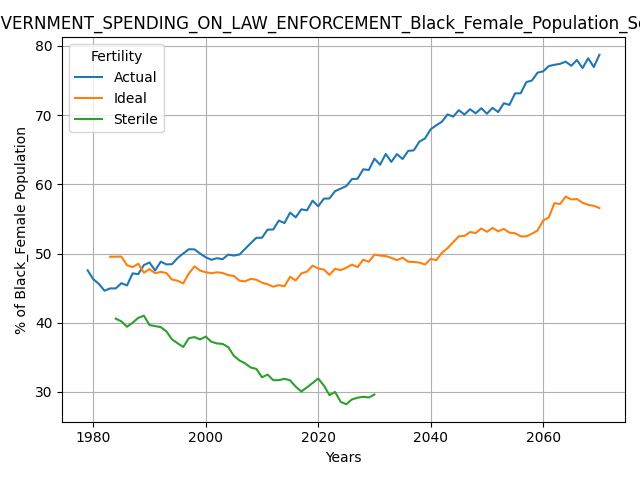 VERNMENT_SPENDING_ON_LAW_ENFORCEMENT_Black_Female_Population_S
Fertility
Actual
Ideal
Sterile
80
70
60
50
40
30
% of Black_Female Population
1980
2000
2020
2040
2060
Years